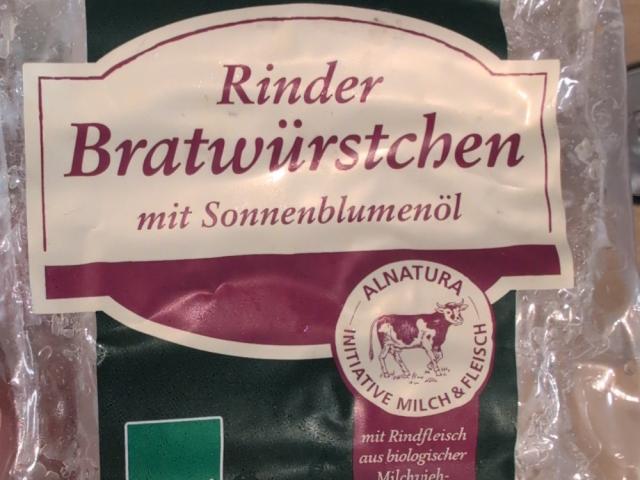 Rinder
Bratwürstchen
mit Sonnenblumenöl
ALNATURA
INITIATIVE MILCH & FLEISCH
mit Rindfleisch
aus biologischer
Milchvieh-